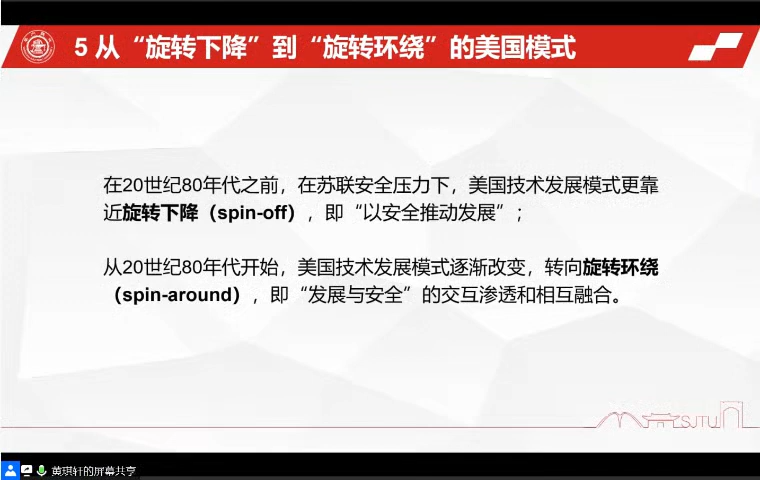 5 从“旋转下降”到“旋转环绕”的美国模式
在20世纪80年代之前，在苏联安全压力下，美国技术发展模式更靠
近旋转下降（spin-off），即“以安全推动发展”；
从20世纪80年代开始，美国技术发展模式逐渐改变，转向旋转环绕
（spin-around），即“发展与安全”的交互渗透和相互融合。
SJTU
黄琪轩的屏幕共享